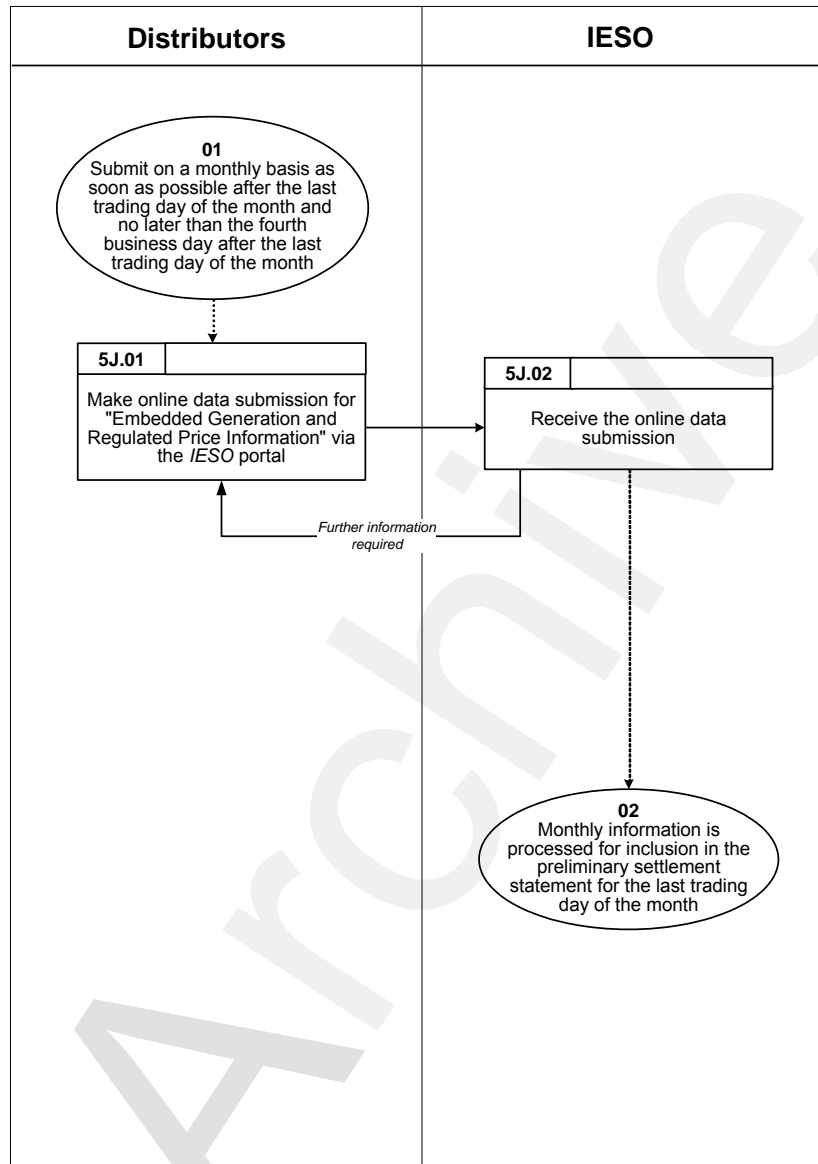 Distributors
IESO
01
Submit on a monthly basis as
soon as possible after the last
trading day of the month and
no later than the fourth
business day after the last
trading day of the month
5J.01
Make online data submission for
"Embedded Generation and
Regulated Price Information" via
the IESO portal
5J.02
Receive the online data
submission
Further information
required
02
Monthly information is
processed for inclusion in the
preliminary settlement
statement for the last trading
day of the month
Archive